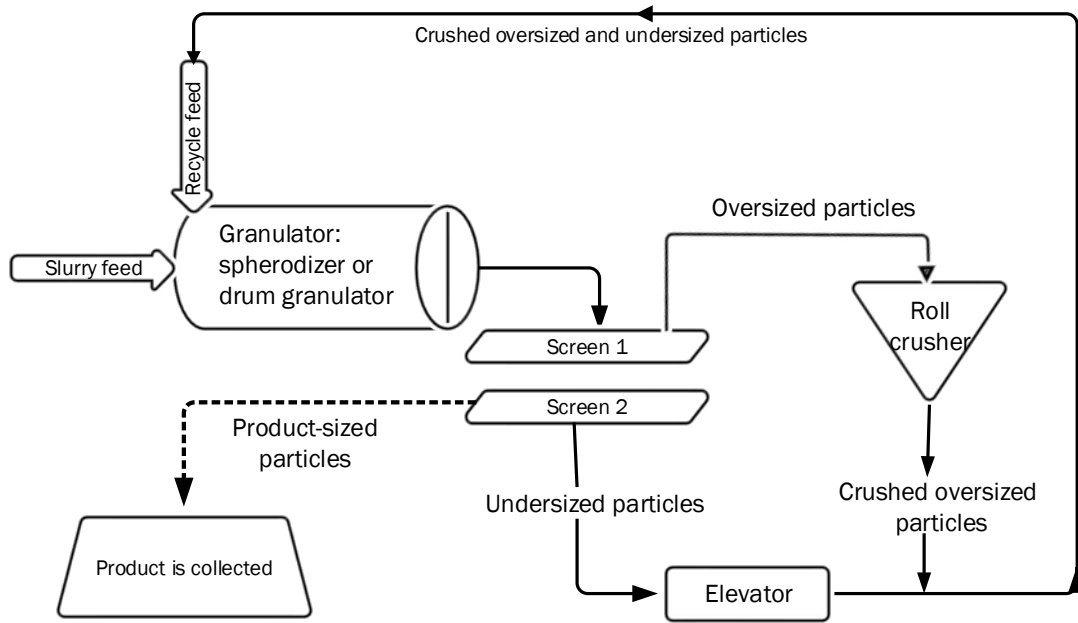 Crushed oversized and undersized particles
Recycle feed
Slurry feed
Granulator:
spherodizer or
drum granulator
Oversized particles
Roll
crusher
Screen 1
Screen 2
Product-sized
particles
Undersized particles
Crushed oversized
particles
Product is collected
Elevator